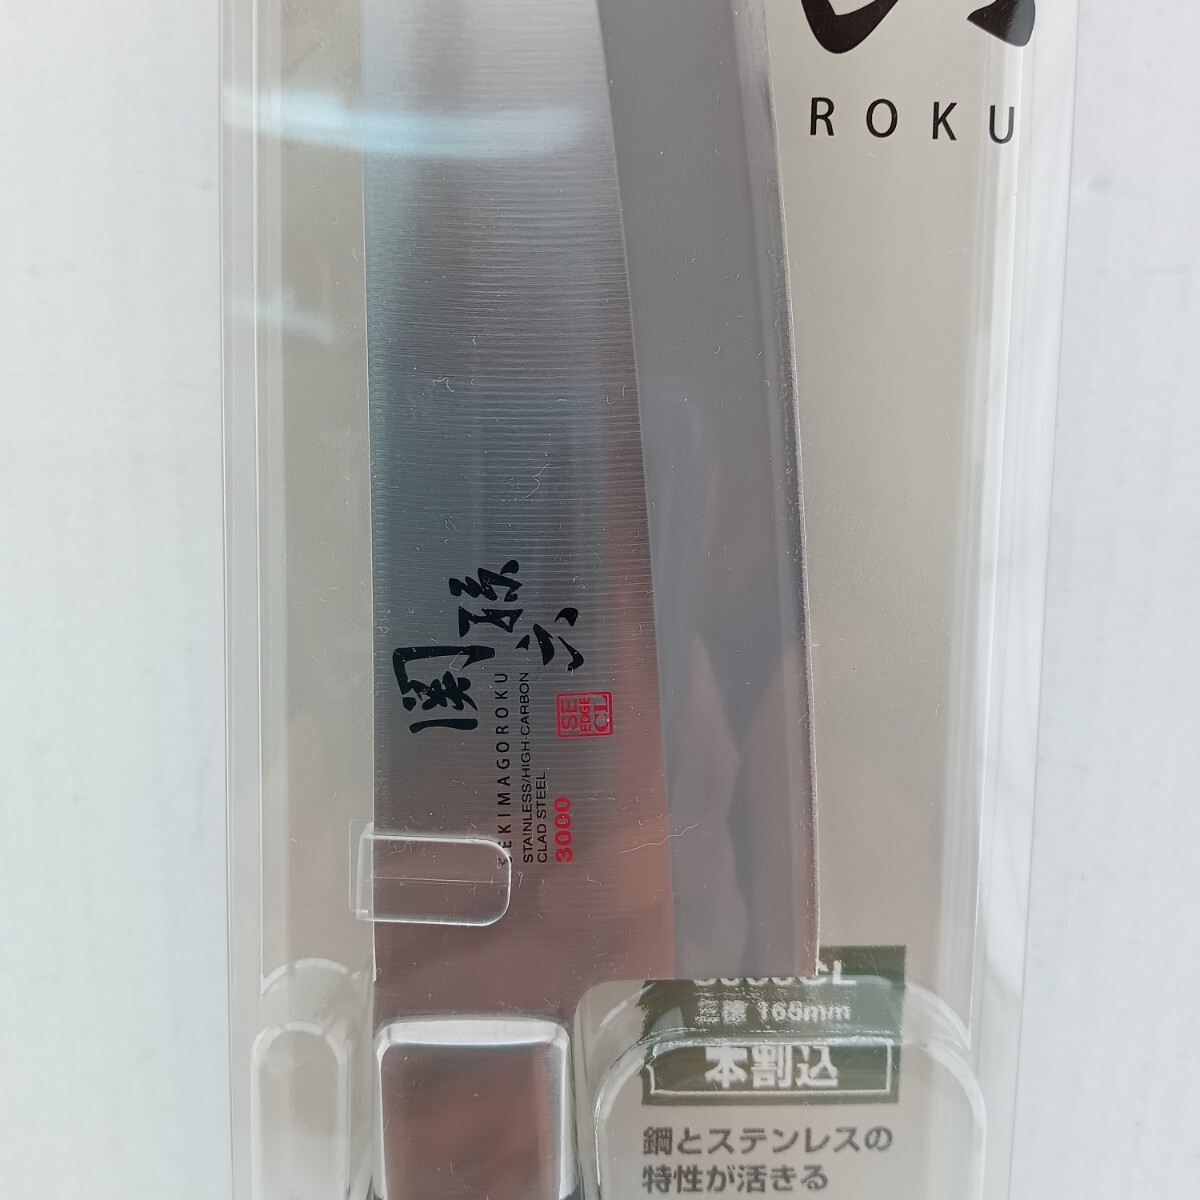 ROKU
関孫六
SEKIMAGOROKU
STAINLESS/HIGH-CARBON
CLAD STEEL
3000
SE
EDGE
CL
3000CL
三徳 165mm
本割込
鋼とステンレスの
特性が活きる